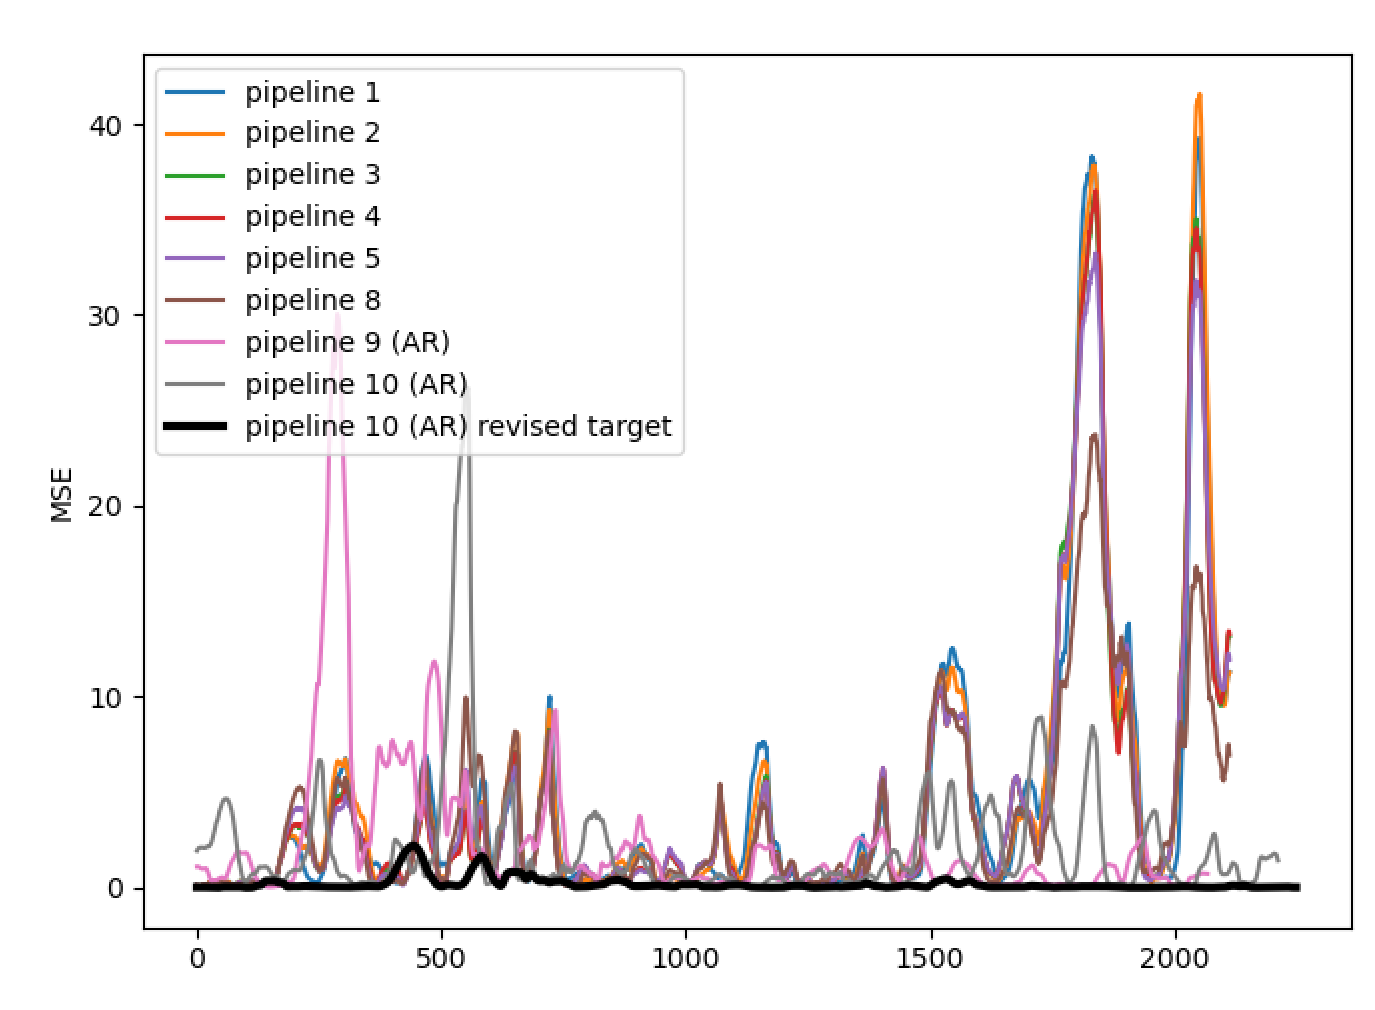 pipeline 1
pipeline 2
pipeline 3
pipeline 4
pipeline 5
pipeline 8
pipeline 9 (AR)
pipeline 10 (AR)
pipeline 10 (AR) revised target
MSE
40
30
20
10
0
0 500 1000 1500 2000